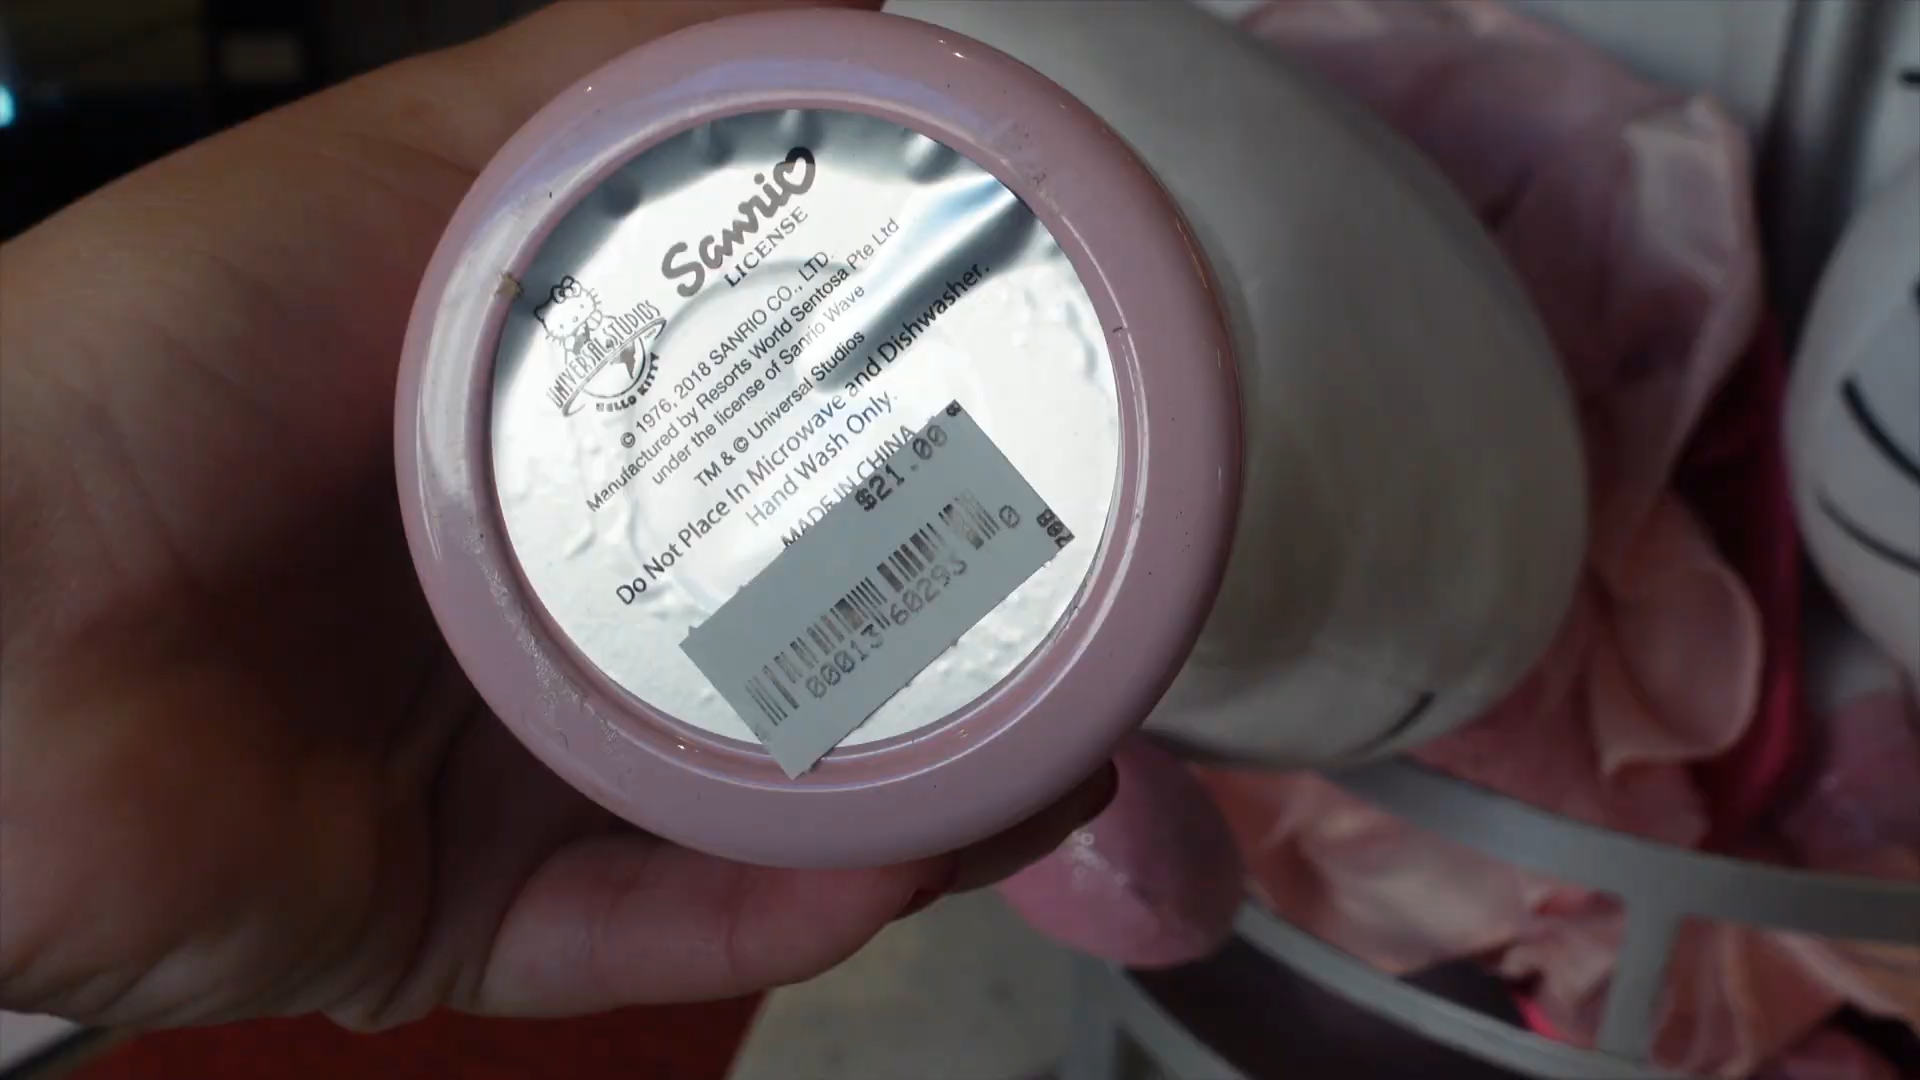 Sanrio
LICENSE
UNIVERSAL STUDIOS
HELLO KITTY
© 1976, 2018 SANRIO CO., LTD.
Manufactured by Resorts World Sentosa Pte Ltd
under the license of Sanrio Wave
TM & © Universal Studios
Do Not Place In Microwave and Dishwasher.
Hand Wash Only.
MADE IN CHINA
$21.00
00013 60293 0